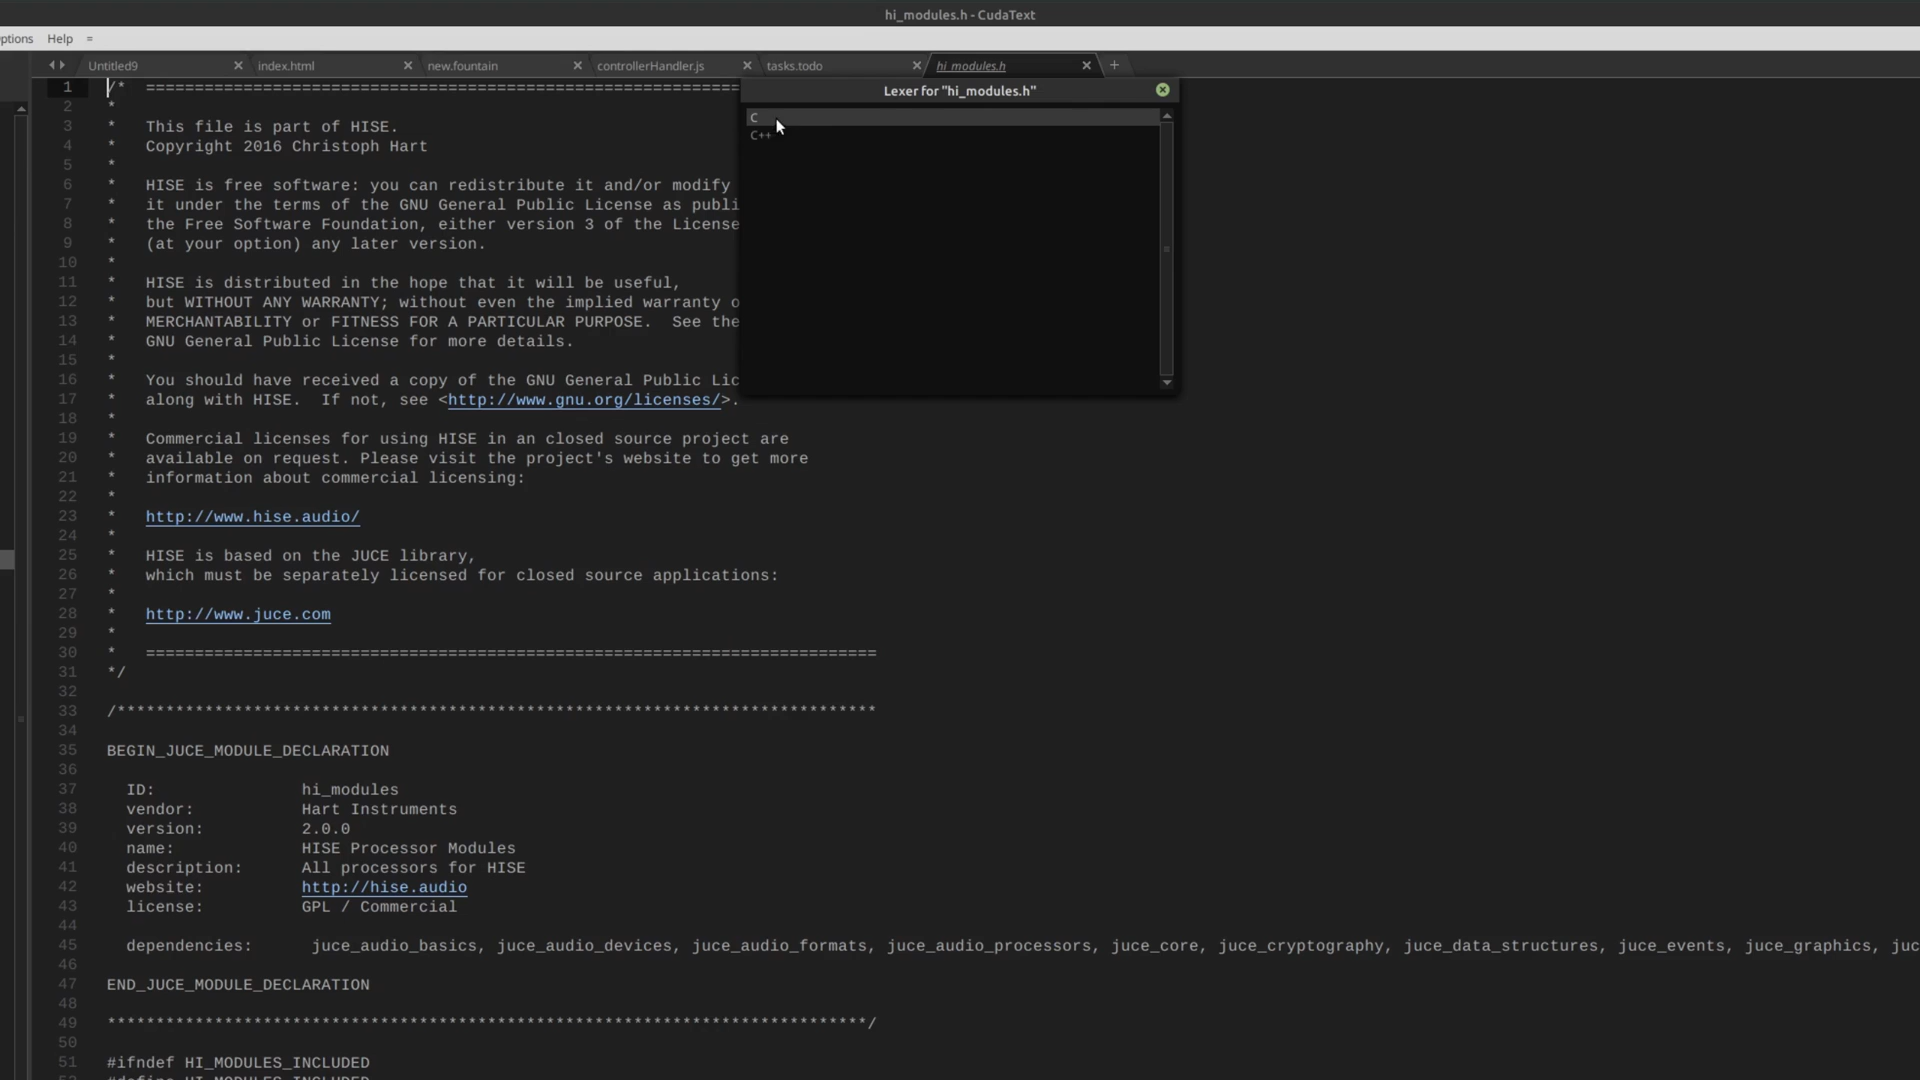 hi_modules.h - CudaText
ptions Help =
Untitled9 index.html new.fountain controllerHandler.js tasks.todo hi_modules.h +
Lexer for "hi_modules.h"
C
C++
1 /* =============================================================
2 *
3 * This file is part of HISE.
4 * Copyright 2016 Christoph Hart
5 *
6 * HISE is free software: you can redistribute it and/or modify
7 * it under the terms of the GNU General Public License as publi
8 * the Free Software Foundation, either version 3 of the License
9 * (at your option) any later version.
10 *
11 * HISE is distributed in the hope that it will be useful,
12 * but WITHOUT ANY WARRANTY; without even the implied warranty o
13 * MERCHANTABILITY or FITNESS FOR A PARTICULAR PURPOSE.  See the
14 * GNU General Public License for more details.
15 *
16 * You should have received a copy of the GNU General Public Lic
17 * along with HISE.  If not, see <http://www.gnu.org/licenses/>.
18 *
19 * Commercial licenses for using HISE in an closed source project are
20 * available on request. Please visit the project's website to get more
21 * information about commercial licensing:
22 *
23 * http://www.hise.audio/
24 *
25 * HISE is based on the JUCE library,
26 * which must be separately licensed for closed source applications:
27 *
28 * http://www.juce.com
29 *
30 * ===========================================================================
31 */
32
33 /******************************************************************************
34
35 BEGIN_JUCE_MODULE_DECLARATION
36
37 ID: hi_modules
38 vendor: Hart Instruments
39 version: 2.0.0
40 name: HISE Processor Modules
41 description: All processors for HISE
42 website: http://hise.audio
43 license: GPL / Commercial
44
45 dependencies: juce_audio_basics, juce_audio_devices, juce_audio_formats, juce_audio_processors, juce_core, juce_cryptography, juce_data_structures, juce_events, juce_graphics, juc
46
47 END_JUCE_MODULE_DECLARATION
48
49 ******************************************************************************/
50
51 #ifndef HI_MODULES_INCLUDED
52 #define HI_MODULES_INCLUDED